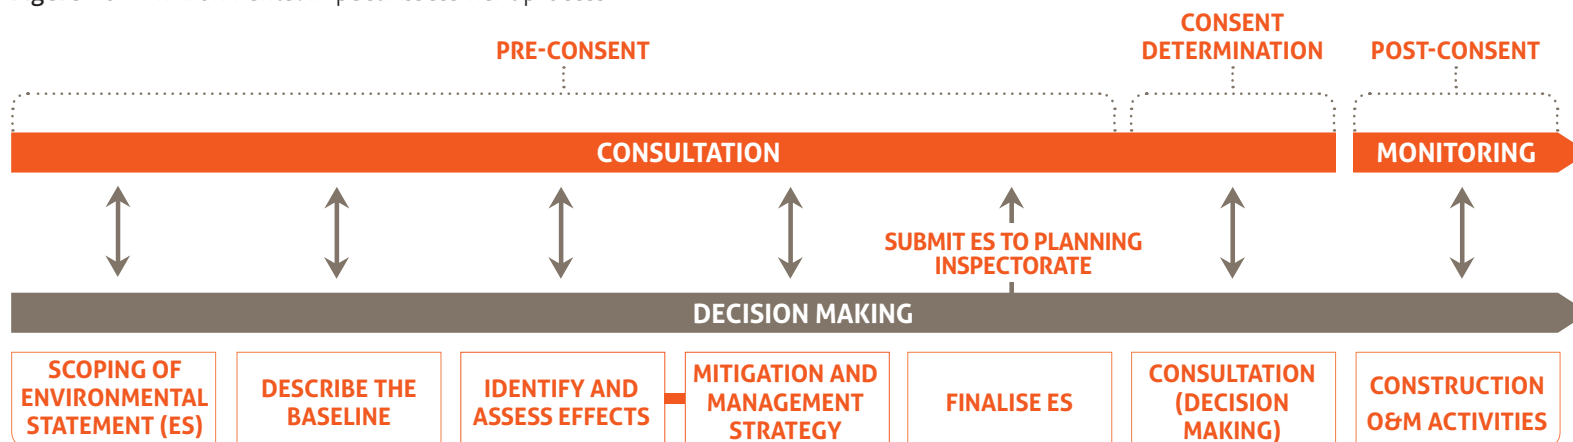 CONSENT
PRE-CONSENT
DETERMINATION
POST-CONSENT
CONSULTATION
MONITORING
SUBMIT ES TO PLANNING
INSPECTORATE
DECISION MAKING
SCOPING OF
ENVIRONMENTAL
STATEMENT (ES)
DESCRIBE THE
BASELINE
IDENTIFY AND
ASSESS EFFECTS
MITIGATION AND
MANAGEMENT
STRATEGY
FINALISE ES
CONSULTATION
(DECISION
MAKING)
CONSTRUCTION
O&M ACTIVITIES